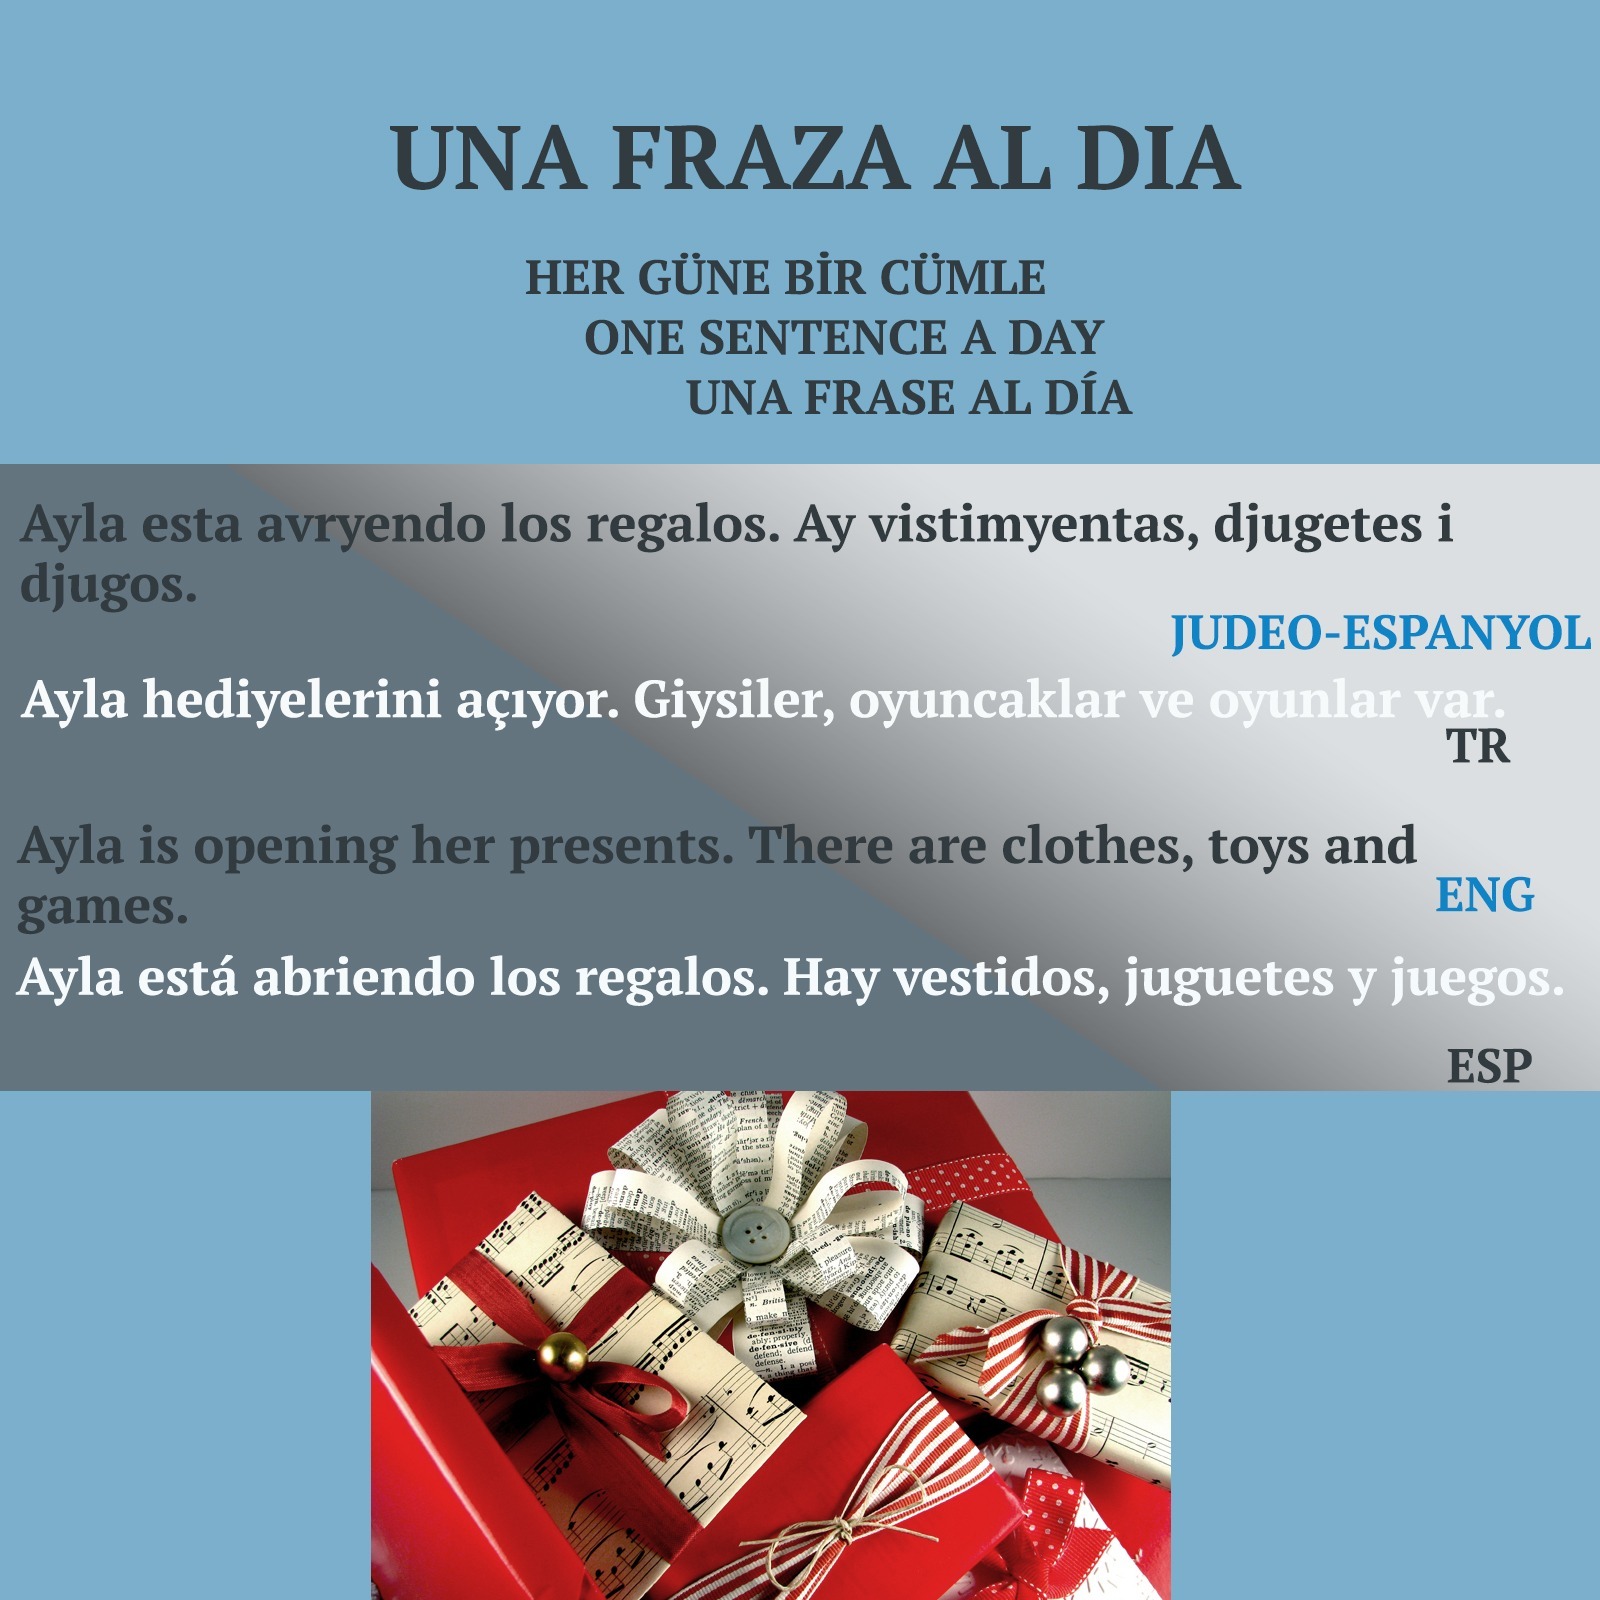 UNA FRAZA AL DIA
HER GÜNE BİR CÜMLE
ONE SENTENCE A DAY
UNA FRASE AL DÍA
Ayla esta avryendo los regalos. Ay vistimyentas, djugetes i
djugos.
JUDEO-ESPANYOL
Ayla hediyelerini açıyor. Giysiler, oyuncaklar ve oyunlar var.
TR
Ayla is opening her presents. There are clothes, toys and
games.
ENG
Ayla está abriendo los regalos. Hay vestidos, juguetes y juegos.
ESP